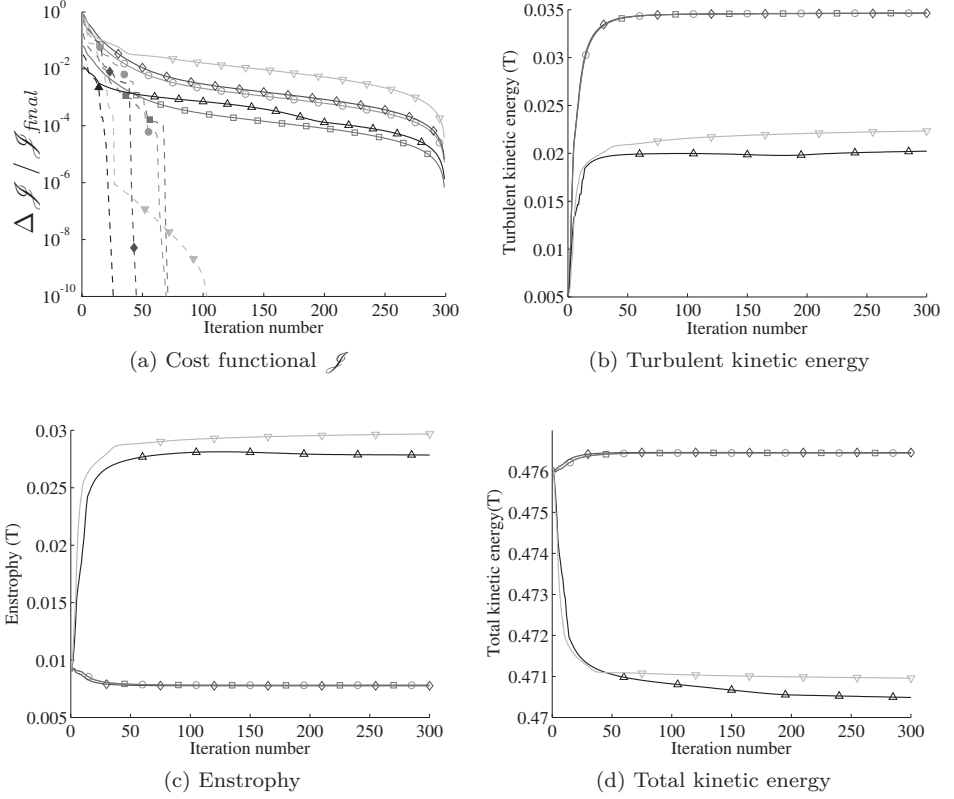 10^0
10^-2
10^-4
10^-6
10^-8
10^-10
Δ𝒥 / 𝒥_final
0 50 100 150 200 250 300
Iteration number
(a) Cost functional 𝒥
0.035
0.03
0.025
0.02
0.015
0.01
0.005
Turbulent kinetic energy (T)
0 50 100 150 200 250 300
Iteration number
(b) Turbulent kinetic energy
0.03
0.025
0.02
0.015
0.01
0.005
Enstrophy (T)
0 50 100 150 200 250 300
Iteration number
(c) Enstrophy
0.476
0.475
0.474
0.473
0.472
0.471
0.47
Total kinetic energy(T)
0 50 100 150 200 250 300
Iteration number
(d) Total kinetic energy